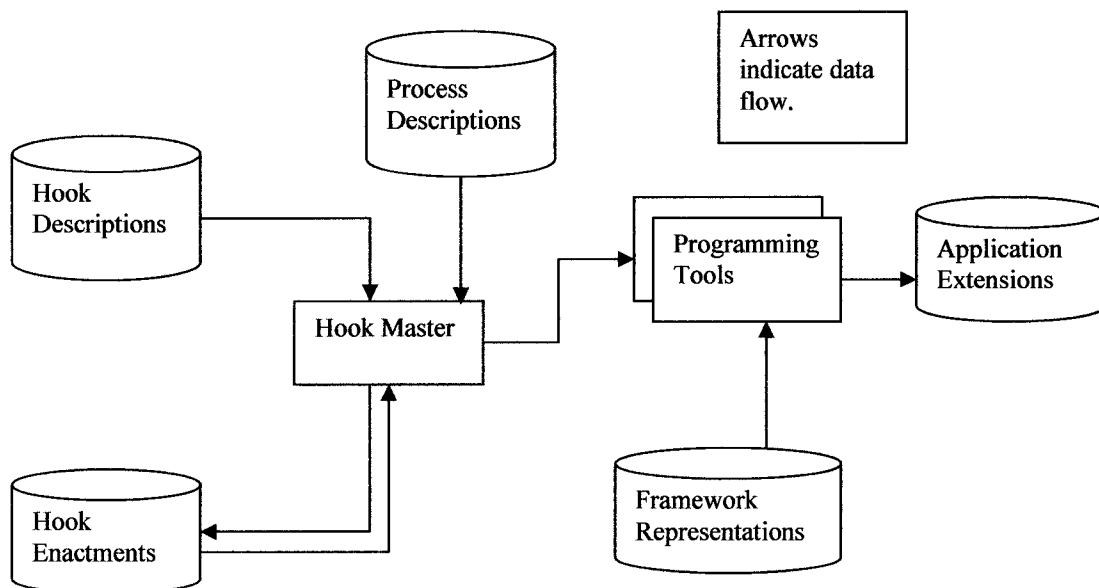 Process
Descriptions
Arrows
indicate data
flow.
Hook
Descriptions
Programming
Tools
Application
Extensions
Hook Master
Framework
Representations
Hook
Enactments